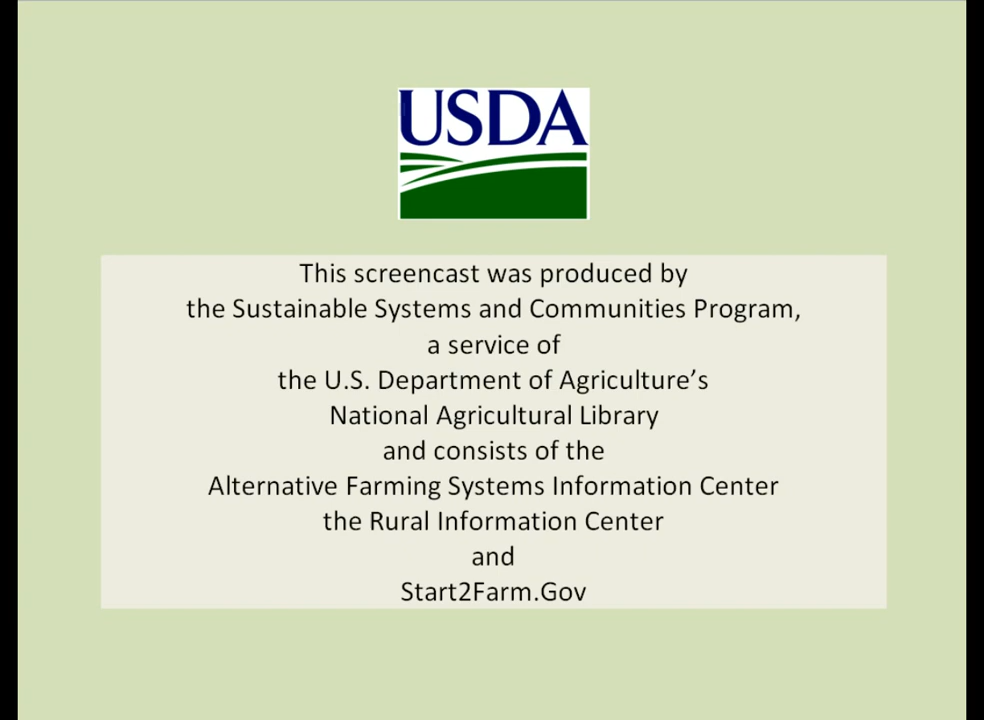 USDA
This screencast was produced by
the Sustainable Systems and Communities Program,
a service of
the U.S. Department of Agriculture’s
National Agricultural Library
and consists of the
Alternative Farming Systems Information Center
the Rural Information Center
and
Start2Farm.Gov